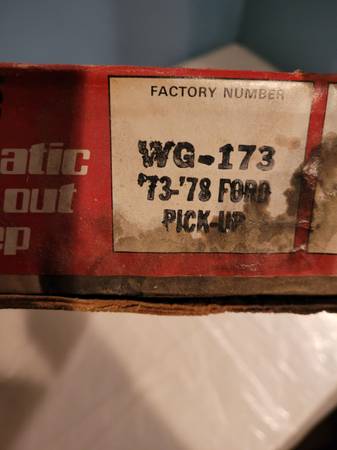 FACTORY NUMBER
WG-173
'73-'78 FORD
PICK-UP
atic
out
ep